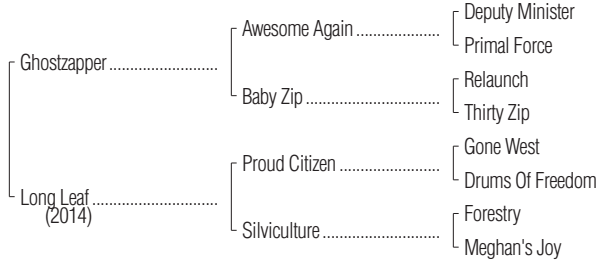 Deputy Minister
Awesome Again
Primal Force
Ghostzapper
Relaunch
Baby Zip
Thirty Zip
Gone West
Proud Citizen
Drums Of Freedom
Long Leaf
(2014)
Forestry
Silviculture
Meghan's Joy